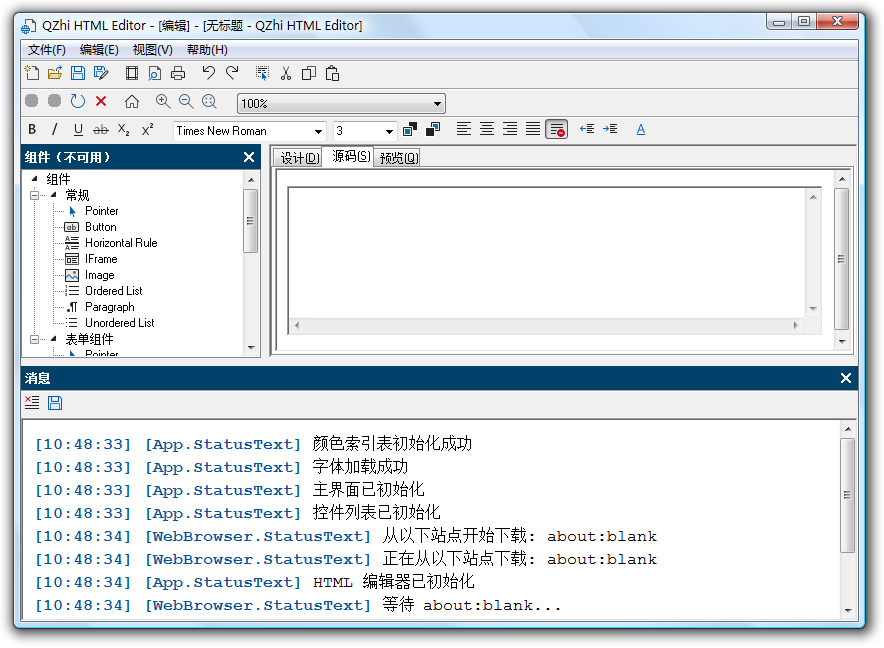 QZhi HTML Editor - [编辑] - [无标题 - QZhi HTML Editor]
文件(F) 编辑(E) 视图(V) 帮助(H)
100%
B I U ab X₂ X² Times New Roman 3 A
组件（不可用）
设计(D) 源码(S) 预览(Q)
组件
常规
Pointer
Button
Horizontal Rule
IFrame
Image
Ordered List
Paragraph
Unordered List
表单组件
Pointer
消息
[10:48:33] [App.StatusText] 颜色索引表初始化成功
[10:48:33] [App.StatusText] 字体加载成功
[10:48:33] [App.StatusText] 主界面已初始化
[10:48:33] [App.StatusText] 控件列表已初始化
[10:48:34] [WebBrowser.StatusText] 从以下站点开始下载: about:blank
[10:48:34] [WebBrowser.StatusText] 正在从以下站点下载: about:blank
[10:48:34] [App.StatusText] HTML 编辑器已初始化
[10:48:34] [WebBrowser.StatusText] 等待 about:blank...